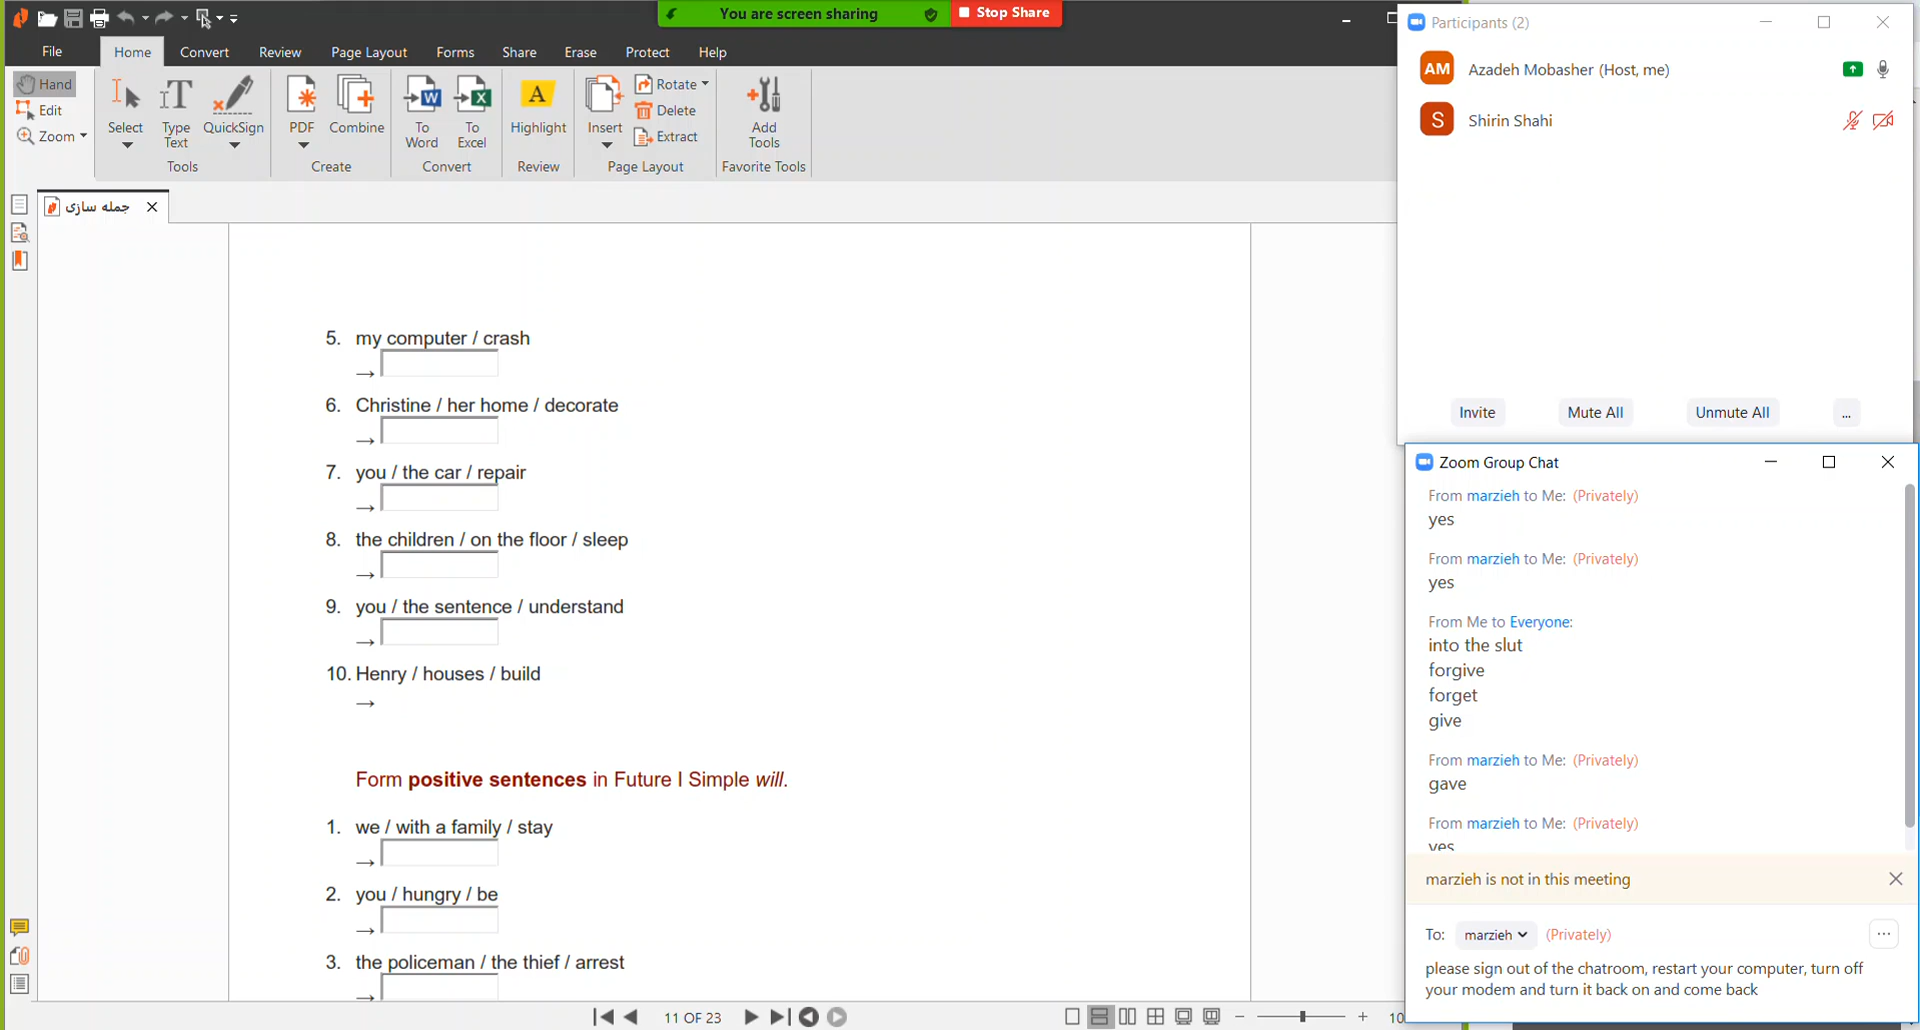 You are screen sharing
Stop Share
File
Home
Convert
Review
Page Layout
Forms
Share
Erase
Protect
Help
Hand
Edit
Zoom
Select
Type
Text
QuickSign
Tools
PDF
Combine
Create
To
Word
To
Excel
Convert
Highlight
Review
Insert
Rotate
Delete
Extract
Page Layout
Add
Tools
Favorite Tools
جمله سازی
5. my computer / crash
→
6. Christine / her home / decorate
→
7. you / the car / repair
→
8. the children / on the floor / sleep
→
9. you / the sentence / understand
→
10. Henry / houses / build
→
Form positive sentences in Future I Simple will.
1. we / with a family / stay
→
2. you / hungry / be
→
3. the policeman / the thief / arrest
→
11 OF 23
Participants (2)
AM
Azadeh Mobasher (Host, me)
S
Shirin Shahi
Invite
Mute All
Unmute All
...
Zoom Group Chat
From marzieh to Me: (Privately)
yes
From marzieh to Me: (Privately)
yes
From Me to Everyone:
into the slut
forgive
forget
give
From marzieh to Me: (Privately)
gave
From marzieh to Me: (Privately)
yes
marzieh is not in this meeting
To: marzieh (Privately)
please sign out of the chatroom, restart your computer, turn off
your modem and turn it back on and come back